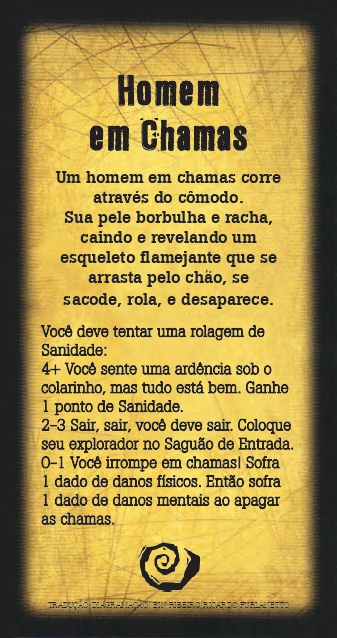 Homem
em Chamas
Um homem em chamas corre
através do cômodo.
Sua pele borbulha e racha,
caindo e revelando um
esqueleto flamejante que se
arrasta pelo chão, se
sacode, rola, e desaparece.
Você deve tentar uma rolagem de
Sanidade:
4+ Você sente uma ardência sob o
colarinho, mas tudo está bem. Ganhe
1 ponto de Sanidade.
2-3 Sair, sair, você deve sair. Coloque
seu explorador no Saguão de Entrada.
0-1 Você irrompe em chamas! Sofra
1 dado de danos físicos. Então sofra
1 dado de danos mentais ao apagar
as chamas.
RIBEIRO RICARDO FURLANETTO